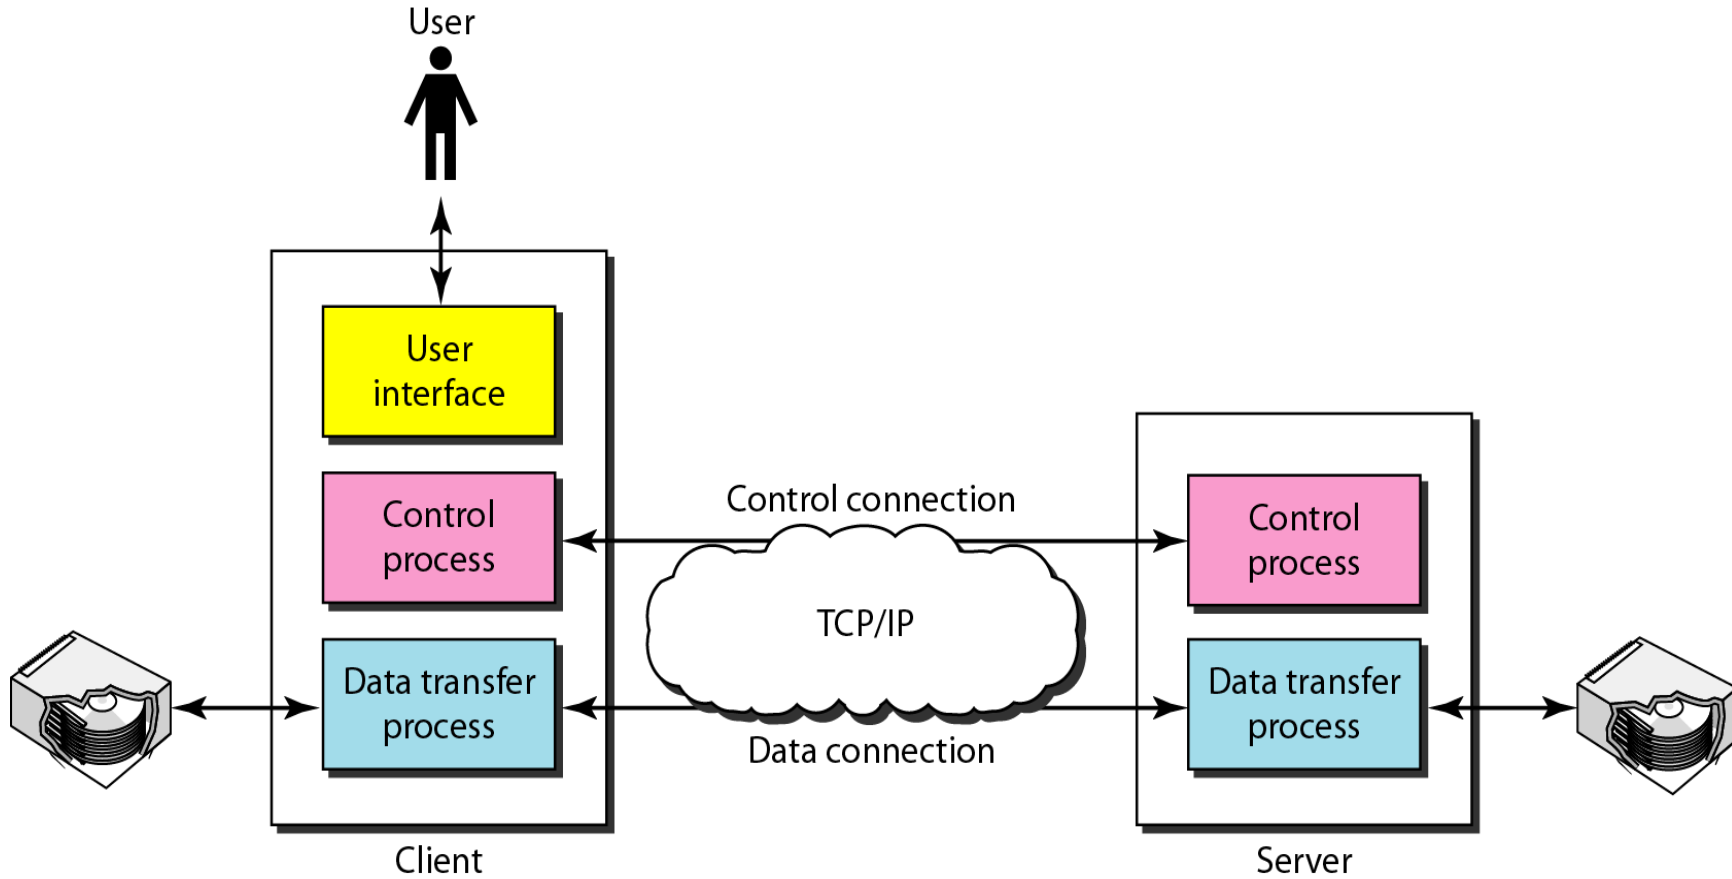 User
User
interface
Control
process
Control connection
Control
process
TCP/IP
Data transfer
process
Data transfer
process
Data connection
Client
Server